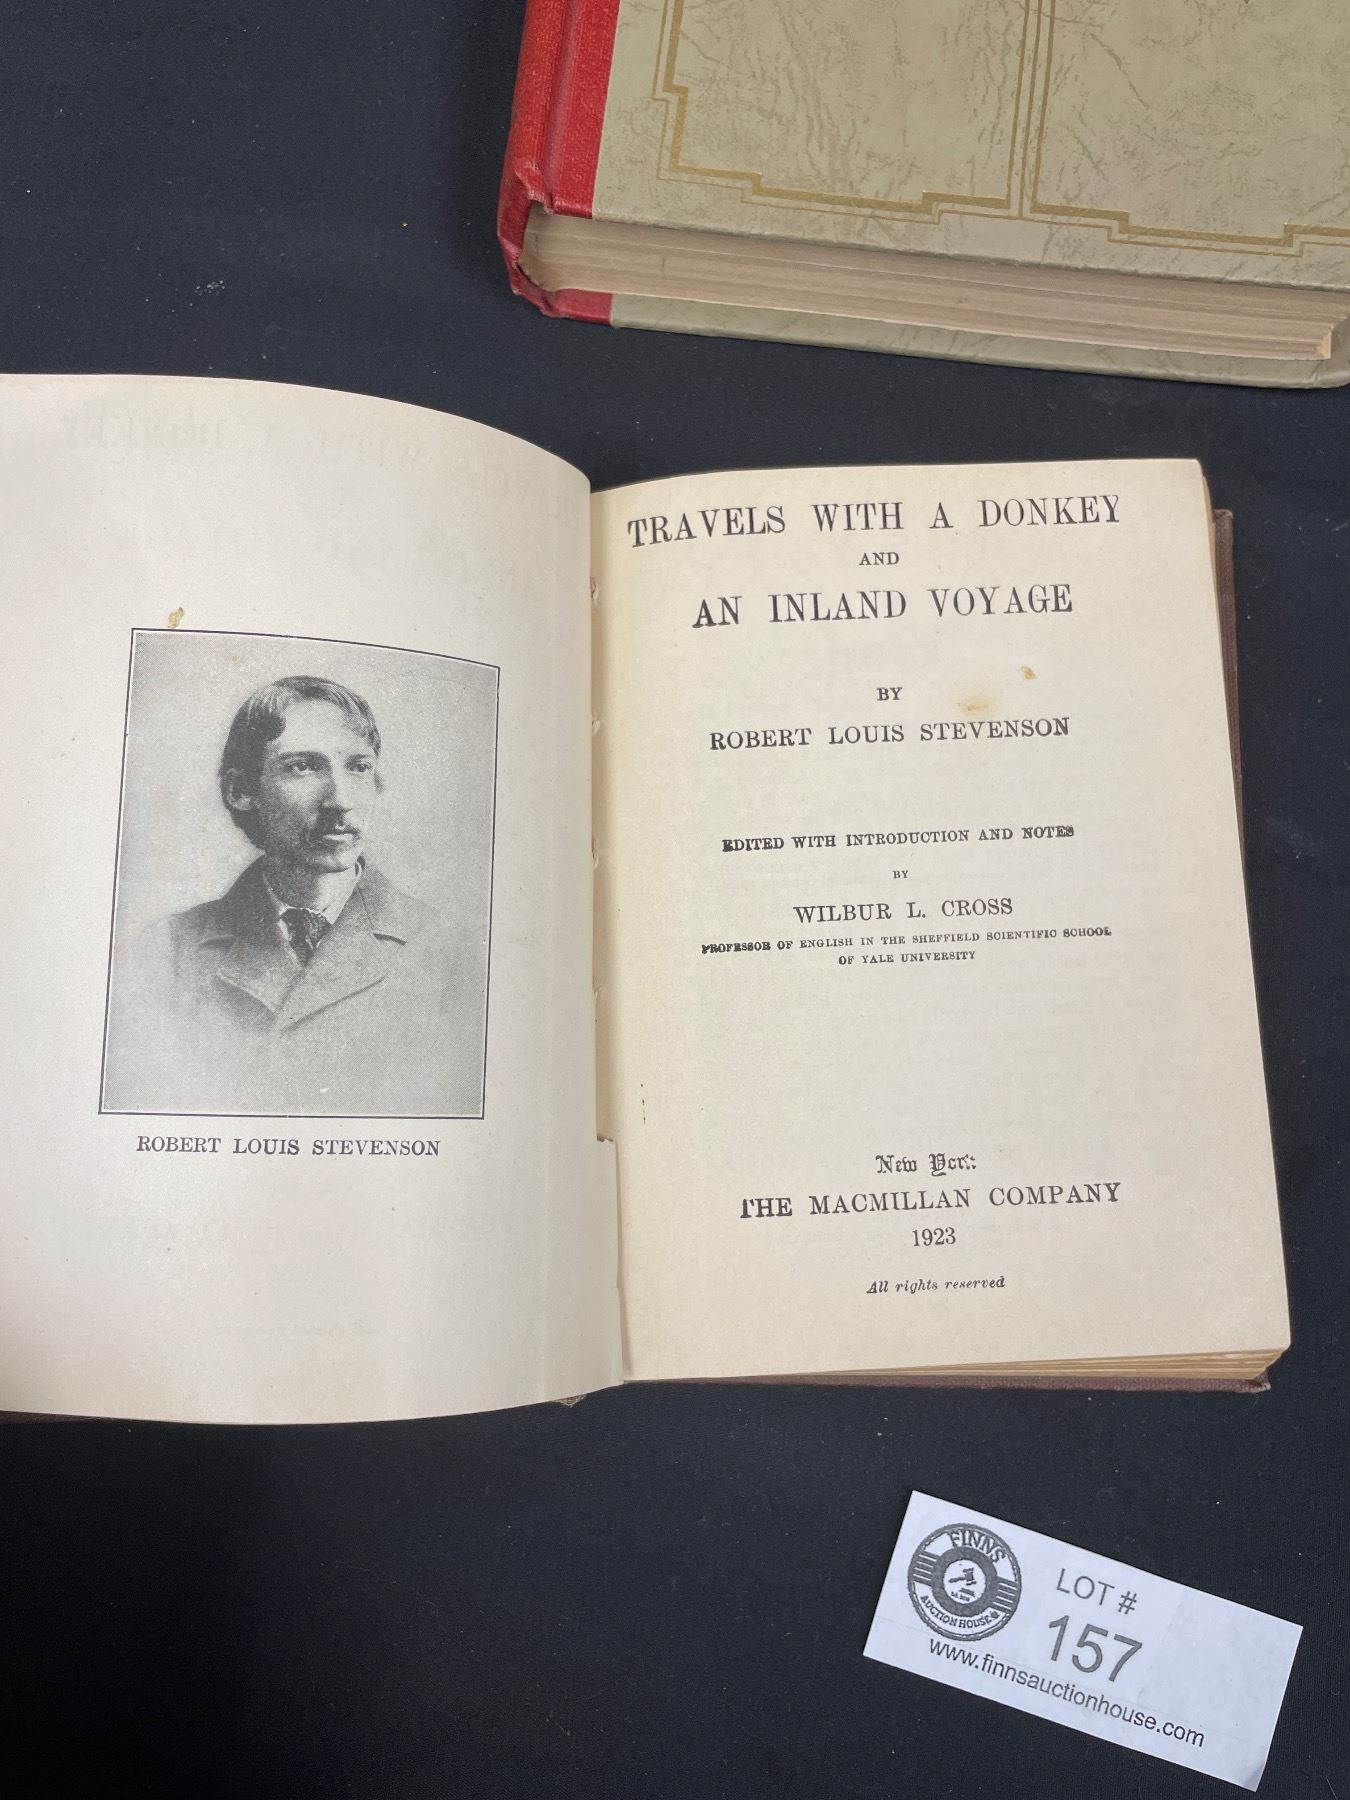 ROBERT LOUIS STEVENSON
TRAVELS WITH A DONKEY
AND
AN INLAND VOYAGE
BY
ROBERT LOUIS STEVENSON
EDITED WITH INTRODUCTION AND NOTES
BY
WILBUR L. CROSS
PROFESSOR OF ENGLISH IN THE SHEFFIELD SCIENTIFIC SCHOOL
OF YALE UNIVERSITY
New York
THE MACMILLAN COMPANY
1923
All rights reserved
FINNS
AUCTION HOUSE
LOT #
157
www.finnsauctionhouse.com